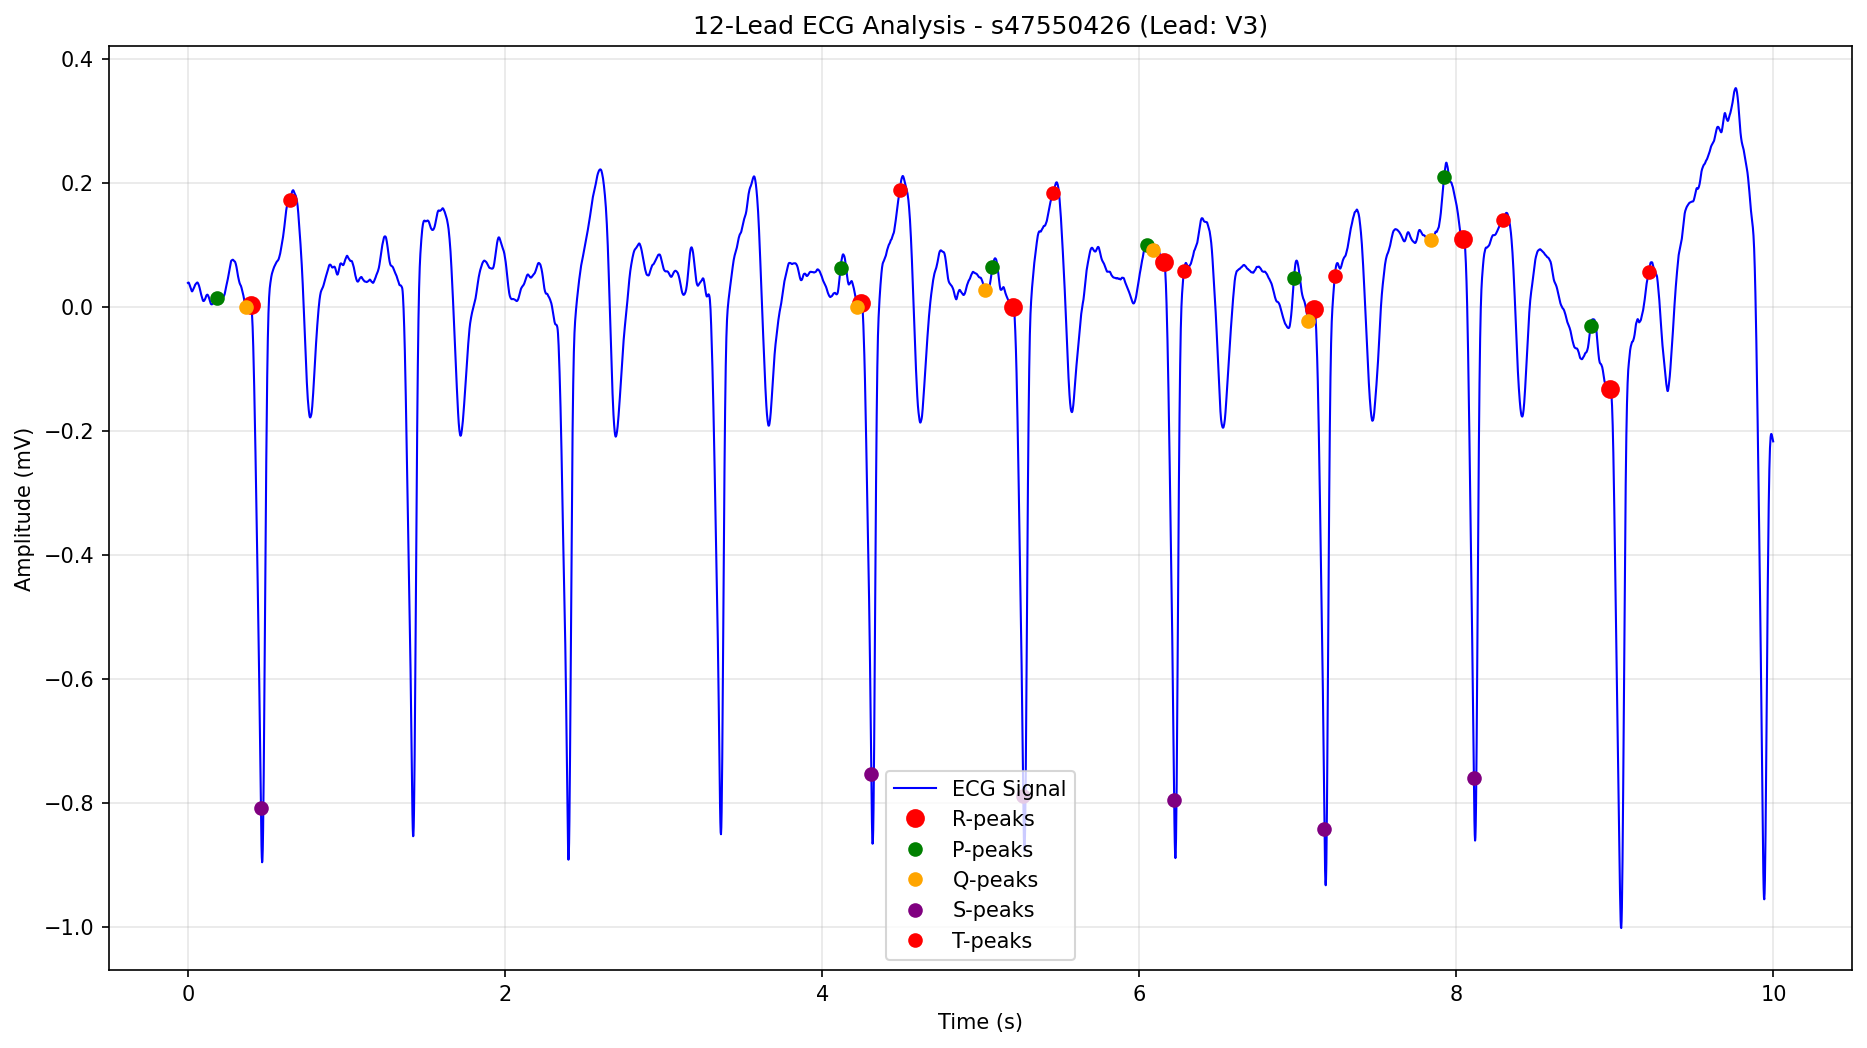 12-Lead ECG Analysis - s47550426 (Lead: V3)
Amplitude (mV)
0.4
0.2
0.0
−0.2
−0.4
−0.6
−0.8
−1.0
ECG Signal
R-peaks
P-peaks
Q-peaks
S-peaks
T-peaks
0 2 4 6 8 10
Time (s)